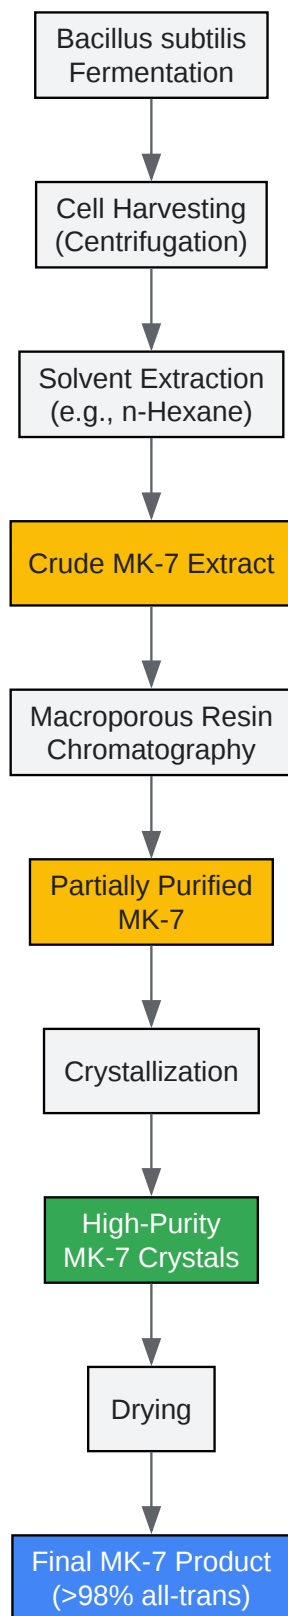 Bacillus subtilis
Fermentation
Cell Harvesting
(Centrifugation)
Solvent Extraction
(e.g., n-Hexane)
Crude MK-7 Extract
Macroporous Resin
Chromatography
Partially Purified
MK-7
Crystallization
High-Purity
MK-7 Crystals
Drying
Final MK-7 Product
(>98% all-trans)